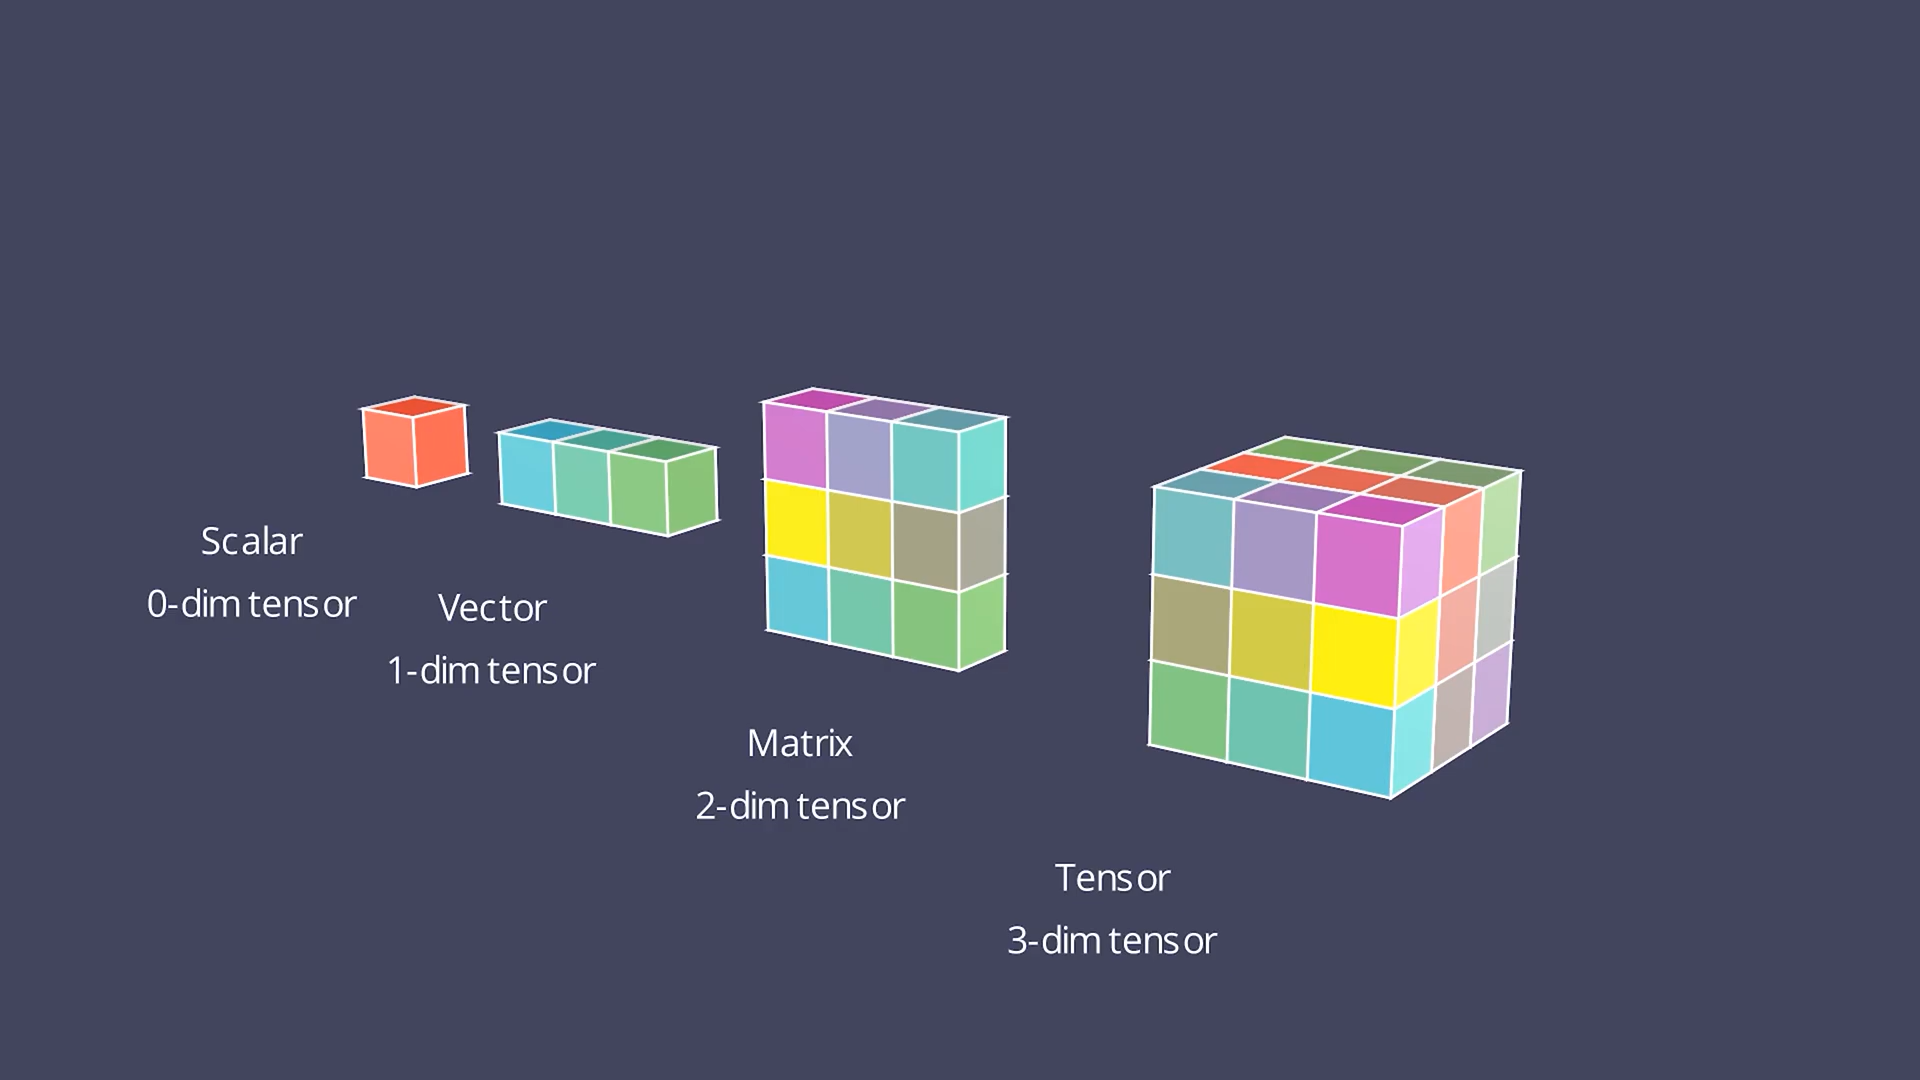 Scalar
0-dim tensor
Vector
1-dim tensor
Matrix
2-dim tensor
Tensor
3-dim tensor